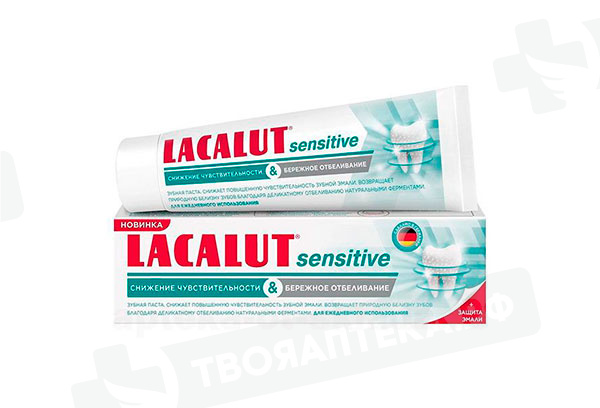 LACALUT® sensitive
СНИЖЕНИЕ ЧУВСТВИТЕЛЬНОСТИ & БЕРЕЖНОЕ ОТБЕЛИВАНИЕ
ЗУБНАЯ ПАСТА. СНИЖАЕТ ПОВЫШЕННУЮ ЧУВСТВИТЕЛЬНОСТЬ ЗУБНОЙ ЭМАЛИ. ВОЗВРАЩАЕТ
ПРИРОДНУЮ БЕЛИЗНУ ЗУБОВ БЛАГОДАРЯ ДЕЛИКАТНОМУ ОТБЕЛИВАНИЮ НАТУРАЛЬНЫМИ ФЕРМЕНТАМИ.
ДЛЯ ЕЖЕДНЕВНОГО ИСПОЛЬЗОВАНИЯ
НОВИНКА
LACALUT® sensitive
СНИЖЕНИЕ ЧУВСТВИТЕЛЬНОСТИ & БЕРЕЖНОЕ ОТБЕЛИВАНИЕ
ЗУБНАЯ ПАСТА. СНИЖАЕТ ПОВЫШЕННУЮ ЧУВСТВИТЕЛЬНОСТЬ ЗУБНОЙ ЭМАЛИ. ВОЗВРАЩАЕТ ПРИРОДНУЮ БЕЛИЗНУ ЗУБОВ
БЛАГОДАРЯ ДЕЛИКАТНОМУ ОТБЕЛИВАНИЮ НАТУРАЛЬНЫМИ ФЕРМЕНТАМИ. ДЛЯ ЕЖЕДНЕВНОГО ИСПОЛЬЗОВАНИЯ
+ ЗАЩИТА
ЭМАЛИ
ТВОЯАПТЕКА.РФ